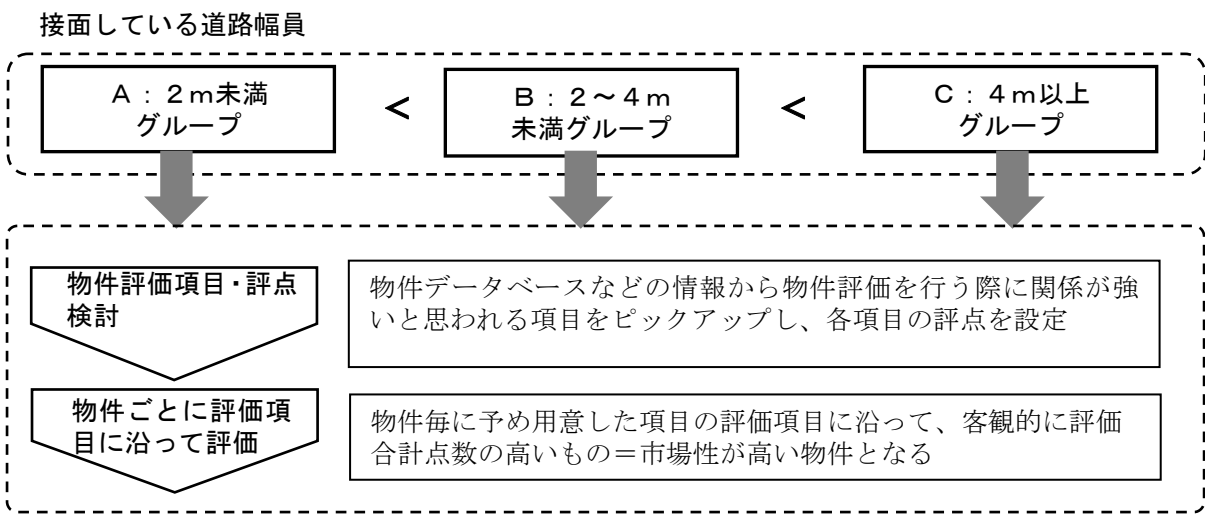 接面している道路幅員
A：2m未満
グループ
<
B：2～4m
未満グループ
<
C：4m以上
グループ
物件評価項目・評点
検討
物件データベースなどの情報から物件評価を行う際に関係が強
いと思われる項目をピックアップし、各項目の評点を設定
物件ごとに評価項
目に沿って評価
物件毎に予め用意した項目の評価項目に沿って、客観的に評価
合計点数の高いもの＝市場性が高い物件となる